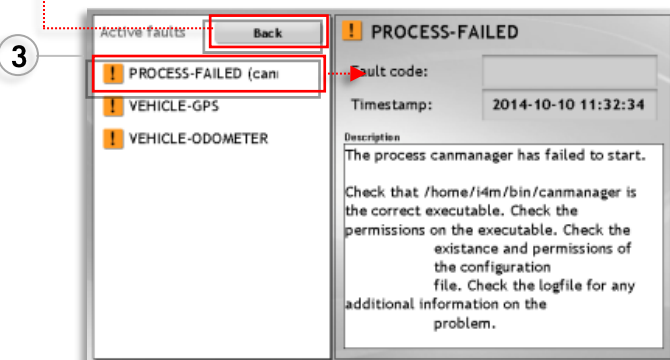 3
Active faults
Back
PROCESS-FAILED (can
VEHICLE-GPS
VEHICLE-ODOMETER
PROCESS-FAILED
Fault code:
Timestamp:
2014-10-10 11:32:34
Description
The process canmanager has failed to start.
Check that /home/i4m/bin/canmanager is
the correct executable. Check the
permissions on the executable. Check the
existance and permissions of
the configuration
file. Check the logfile for any
additional information on the
problem.